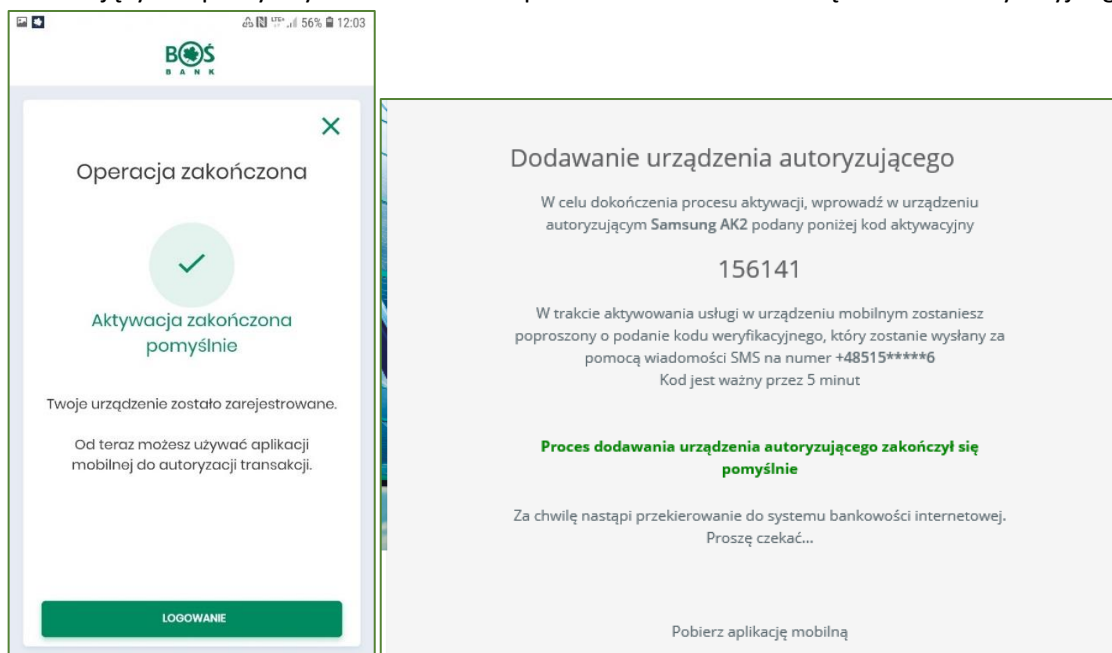 56% 12:03
BOŚ
BANK
Operacja zakończona
Aktywacja zakończona
pomyślnie
Twoje urządzenie zostało zarejestrowane.
Od teraz możesz używać aplikacji
mobilnej do autoryzacji transakcji.
LOGOWANIE
Dodawanie urządzenia autoryzującego
W celu dokończenia procesu aktywacji, wprowadź w urządzeniu
autoryzującym Samsung AK2 podany poniżej kod aktywacyjny
156141
W trakcie aktywowania usługi w urządzeniu mobilnym zostaniesz
poproszony o podanie kodu weryfikacyjnego, który zostanie wysłany za
pomocą wiadomości SMS na numer +48515*****6
Kod jest ważny przez 5 minut
Proces dodawania urządzenia autoryzującego zakończył się
pomyślnie
Za chwilę nastąpi przekierowanie do systemu bankowości internetowej.
Proszę czekać...
Pobierz aplikację mobilną